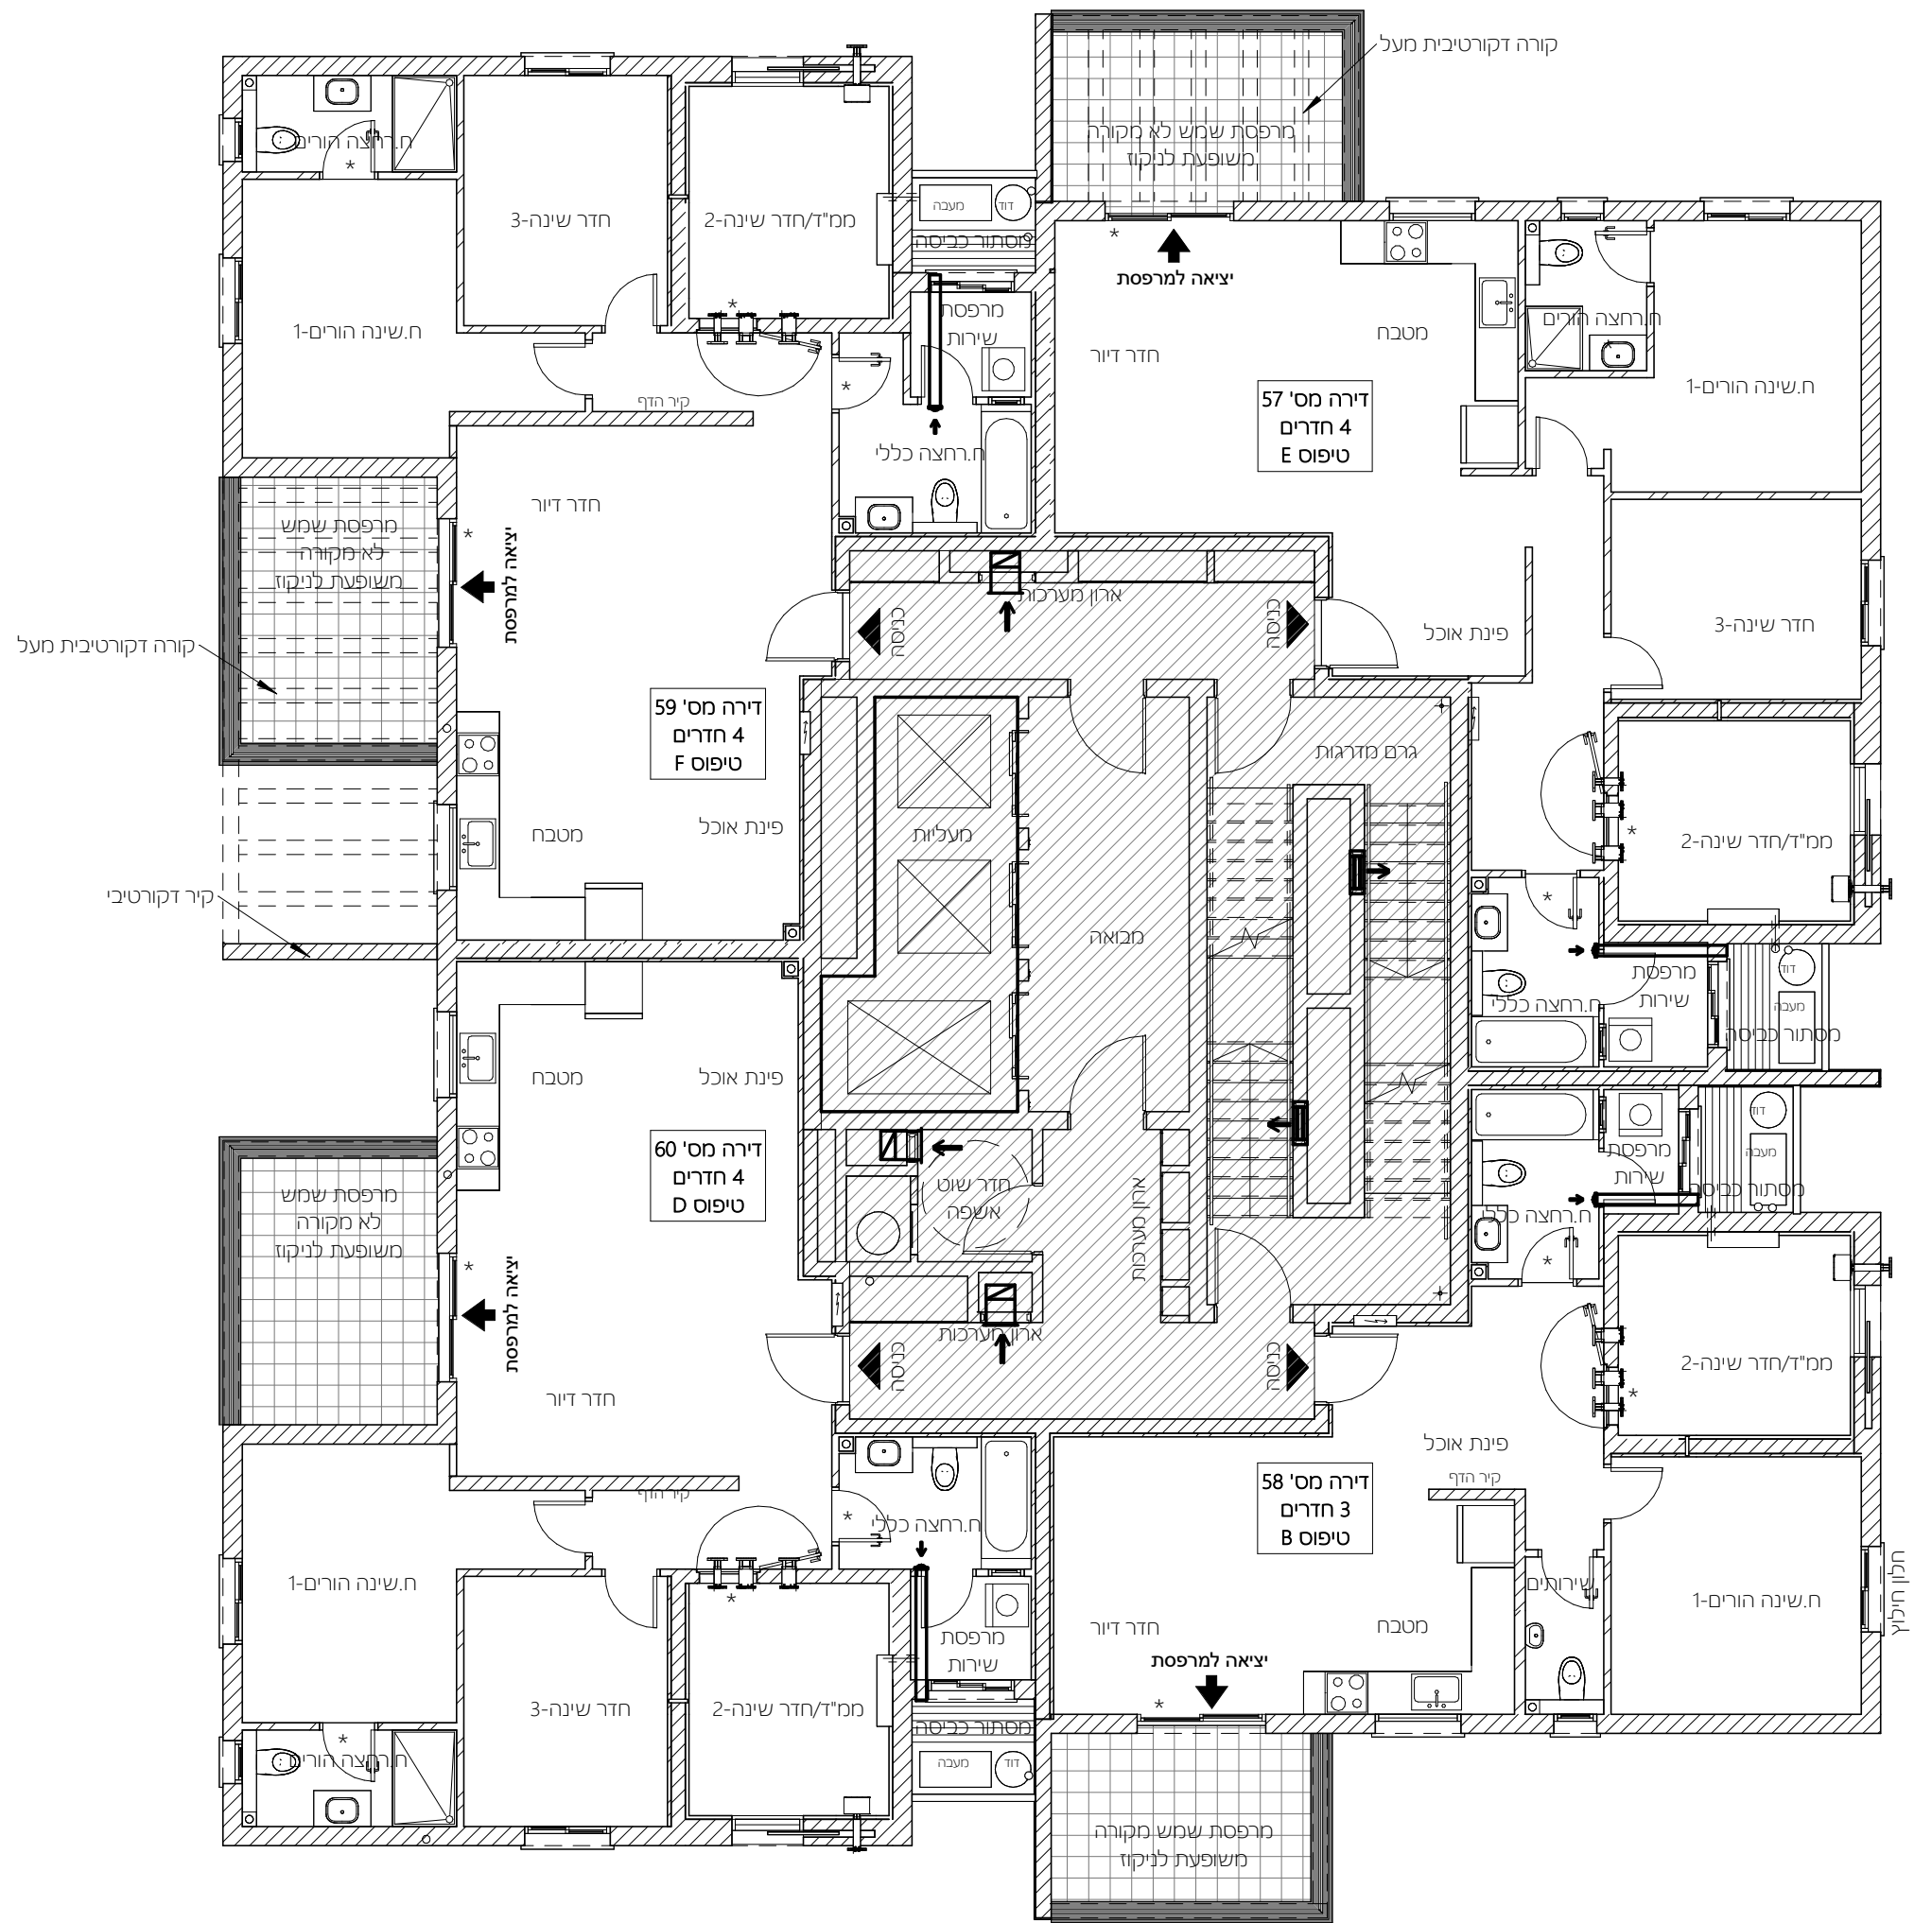 קורה דקורטיבית מעל
מרפסת שמש לא מקורה
משופעת לניקוז
ח.רחצה הורים
*
חדר שינה-3
ממ"ד/חדר שינה-2
*
מעבה
דוד
מסתור כביסה
מרפסת
שירות
ח.שינה הורים-1
קיר הדף
*
ח.רחצה כללי
חדר דיור
מרפסת שמש
לא מקורה
משופעת לניקוז
*
יציאה למרפסת
קורה דקורטיבית מעל
דירה מס' 59
4 חדרים
טיפוס F
מטבח
פינת אוכל
קיר דקורטיבי
*
יציאה למרפסת
חדר דיור
מטבח
ח.רחצה הורים
ח.שינה הורים-1
דירה מס' 57
4 חדרים
טיפוס E
פינת אוכל
חדר שינה-3
ממ"ד/חדר שינה-2
*
*
ח.רחצה כללי
מרפסת
שירות
דוד
מעבה
מסתור כביסה
ארון מערכות
כניסה
כניסה
גרם מדרגות
מעליות
מבואה
חדר שוט
אשפה
ארון מערכות
ארון מערכות
כניסה
כניסה
מטבח
פינת אוכל
דירה מס' 60
4 חדרים
טיפוס D
מרפסת שמש
לא מקורה
משופעת לניקוז
*
יציאה למרפסת
חדר דיור
קיר הדף
*
ח.רחצה כללי
ח.שינה הורים-1
*
חדר שינה-3
ממ"ד/חדר שינה-2
מרפסת
שירות
מסתור כביסה
מעבה
דוד
*
ח.רחצה הורים
מרפסת
שירות
דוד
מעבה
מסתור כביסה
ח.רחצה כללי
*
ממ"ד/חדר שינה-2
*
פינת אוכל
קיר הדף
דירה מס' 58
3 חדרים
טיפוס B
שירותים
ח.שינה הורים-1
חלון חילוץ
חדר דיור
מטבח
יציאה למרפסת
*
מרפסת שמש מקורה
משופעת לניקוז